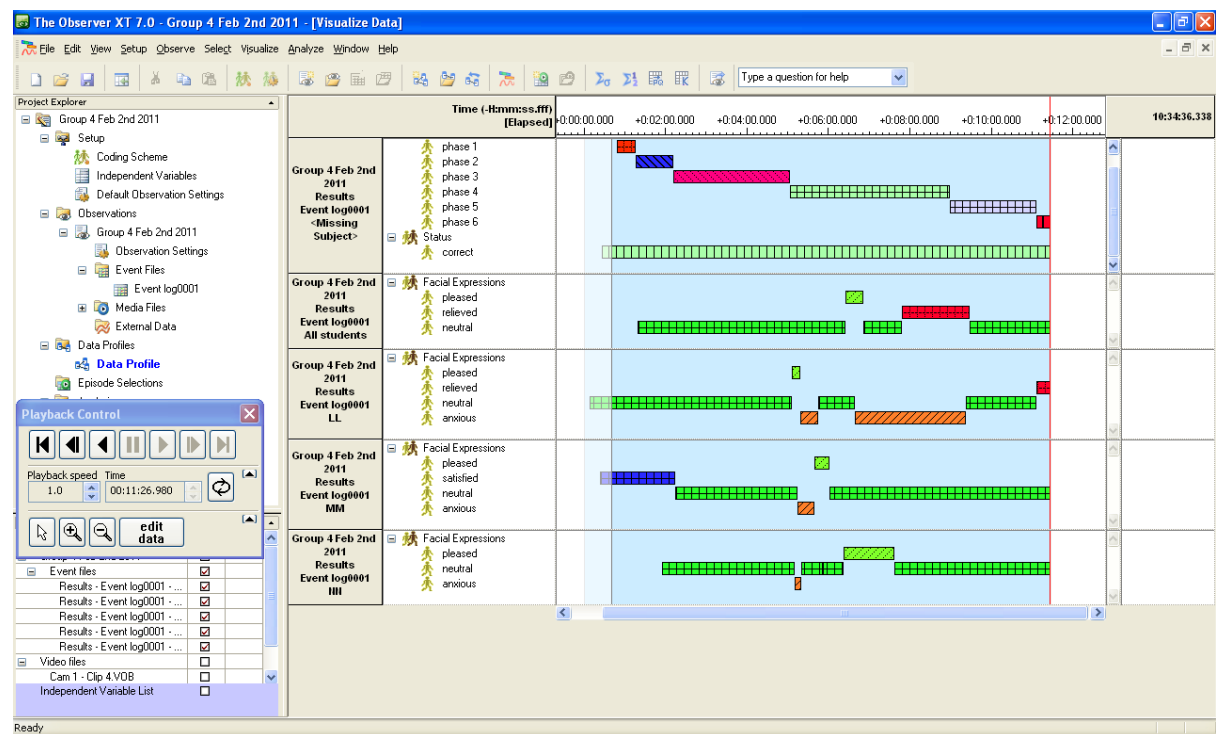 The Observer XT 7.0 - Group 4 Feb 2nd 2011 - [Visualize Data]
File Edit View Setup Observe Select Visualize Analyze Window Help
Type a question for help
Project Explorer
Group 4 Feb 2nd 2011
Setup
Coding Scheme
Independent Variables
Default Observation Settings
Observations
Group 4 Feb 2nd 2011
Observation Settings
Event Files
Event log0001
Media Files
External Data
Data Profiles
Data Profile
Episode Selections
Playback Control
Playback speed Time
1.0 00:11:26.980
edit
data
Event files
Results - Event log0001 - ...
Results - Event log0001 - ...
Results - Event log0001 - ...
Results - Event log0001 - ...
Results - Event log0001 - ...
Video files
Cam 1 - Clip 4.VOB
Independent Variable List
Time (-H:mm:ss.fff)
[Elapsed]
+0:00:00.000 +0:02:00.000 +0:04:00.000 +0:06:00.000 +0:08:00.000 +0:10:00.000 +0:12:00.000
10:34:36.338
Group 4 Feb 2nd
2011
Results
Event log0001
<Missing
Subject>
phase 1
phase 2
phase 3
phase 4
phase 5
phase 6
Status
correct
Group 4 Feb 2nd
2011
Results
Event log0001
All students
Facial Expressions
pleased
relieved
neutral
Group 4 Feb 2nd
2011
Results
Event log0001
LL
Facial Expressions
pleased
relieved
neutral
anxious
Group 4 Feb 2nd
2011
Results
Event log0001
MM
Facial Expressions
pleased
satisfied
neutral
anxious
Group 4 Feb 2nd
2011
Results
Event log0001
NN
Facial Expressions
pleased
neutral
anxious
Ready